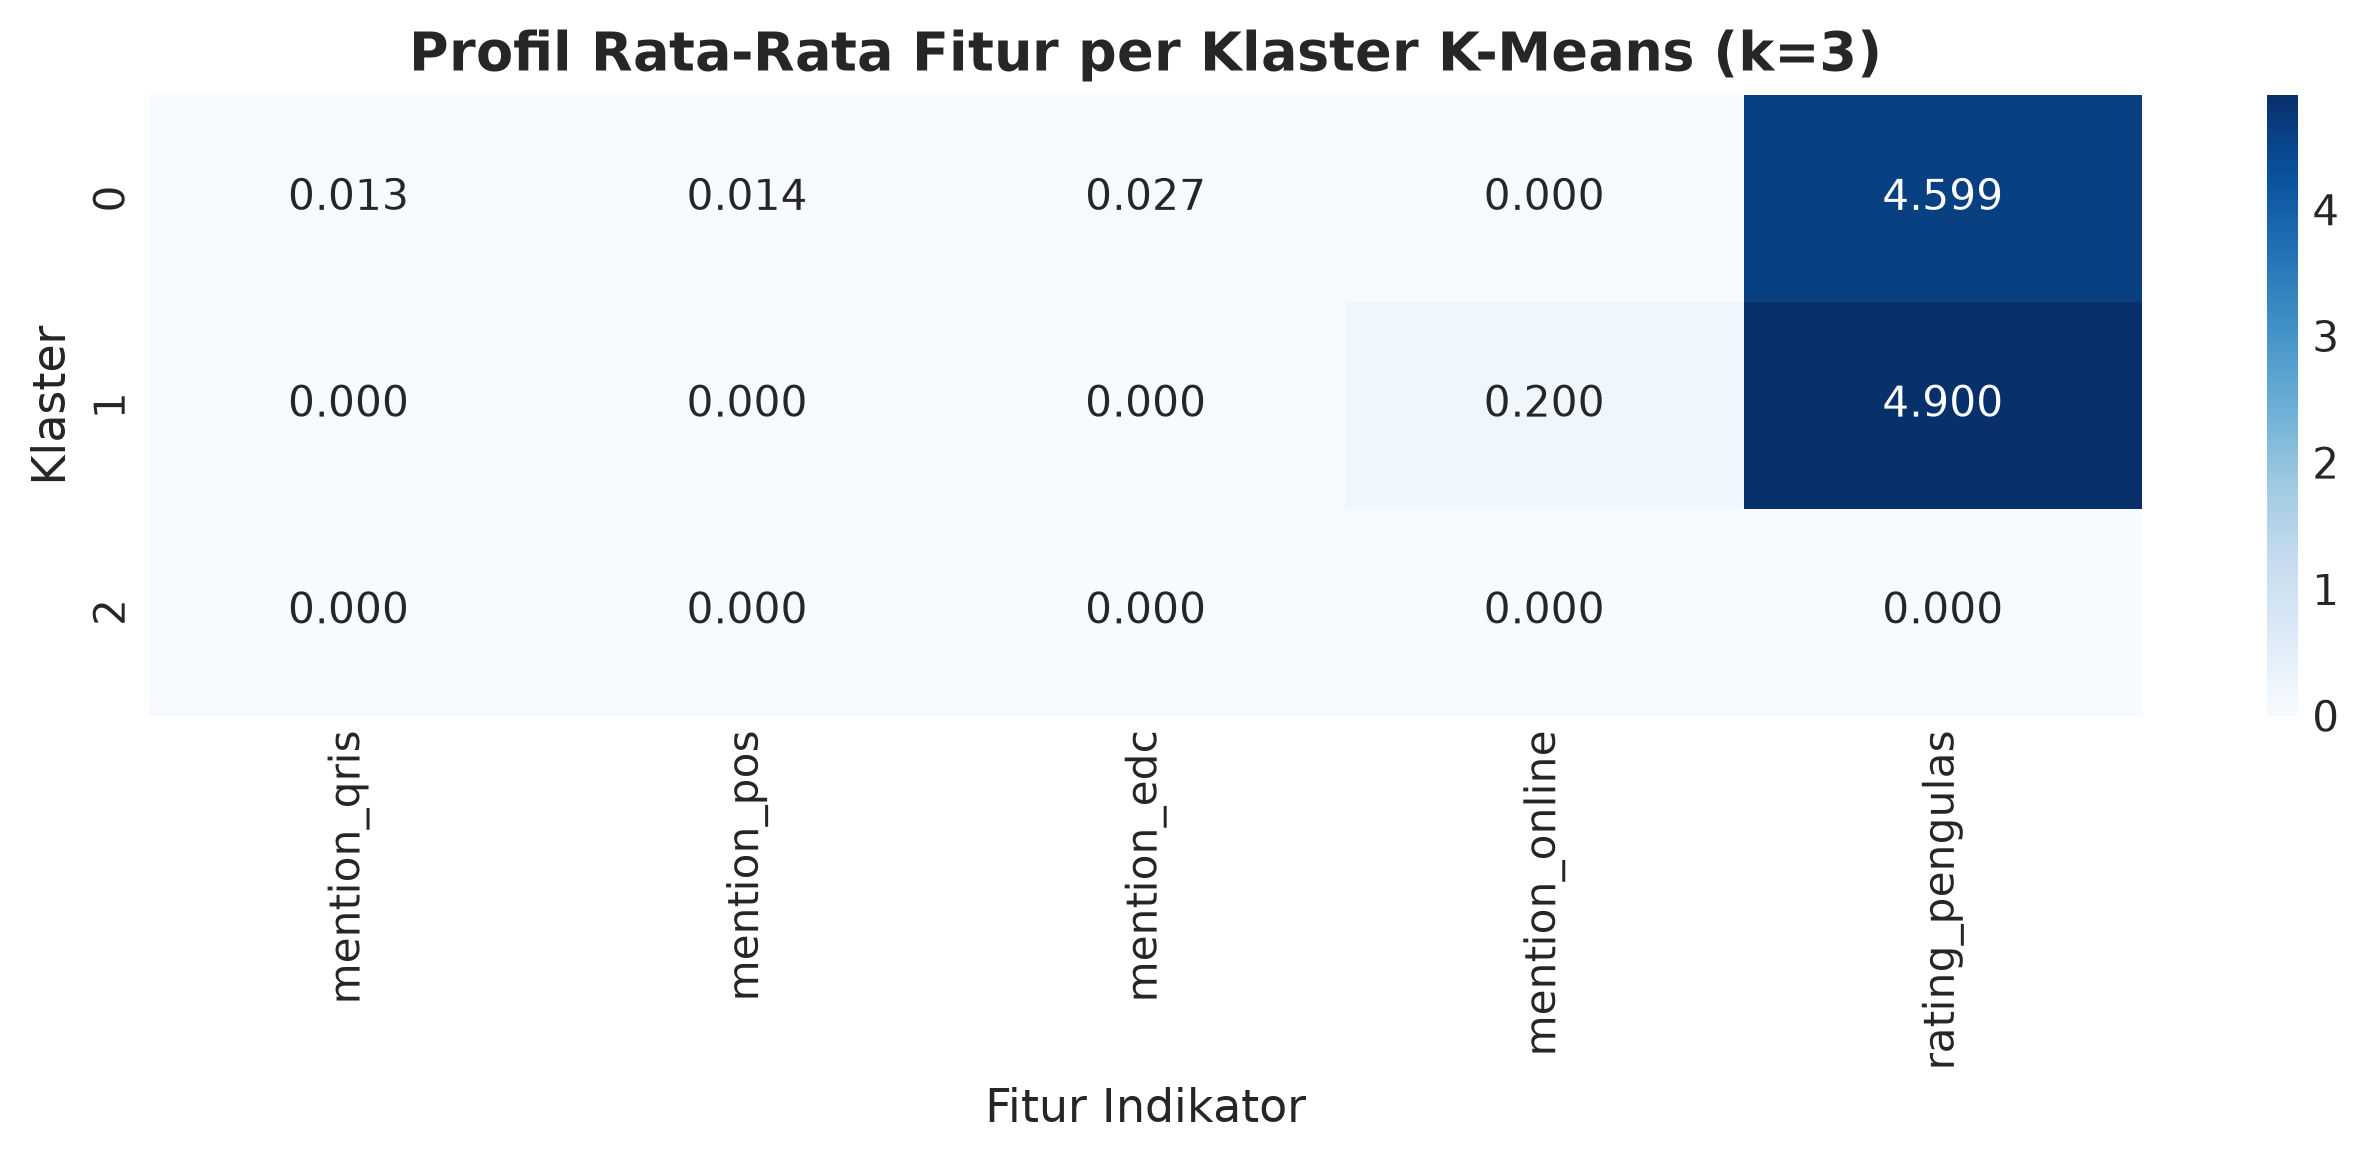 Profil Rata-Rata Fitur per Klaster K-Means (k=3)
Klaster
0
0.013 0.014 0.027 0.000 4.599
1
0.000 0.000 0.000 0.200 4.900
2
0.000 0.000 0.000 0.000 0.000
mention_qris
mention_pos
mention_edc
mention_online
rating_pengulas
Fitur Indikator
4
3
2
1
0